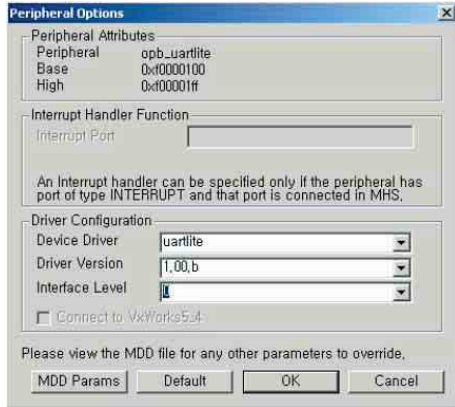 Peripheral Options
Peripheral Attributes
Peripheral opb_uartlite
Base 0xf0000100
High 0xf00001ff
Interrupt Handler Function
Interrupt Port
An Interrupt handler can be specified only if the peripheral has
port of type INTERRUPT and that port is connected in MHS,
Driver Configuration
Device Driver uartlite
Driver Version 1,00,b
Interface Level 0
Connect to VxWorks5_4
Please view the MDD file for any other parameters to override,
MDD Params Default OK Cancel